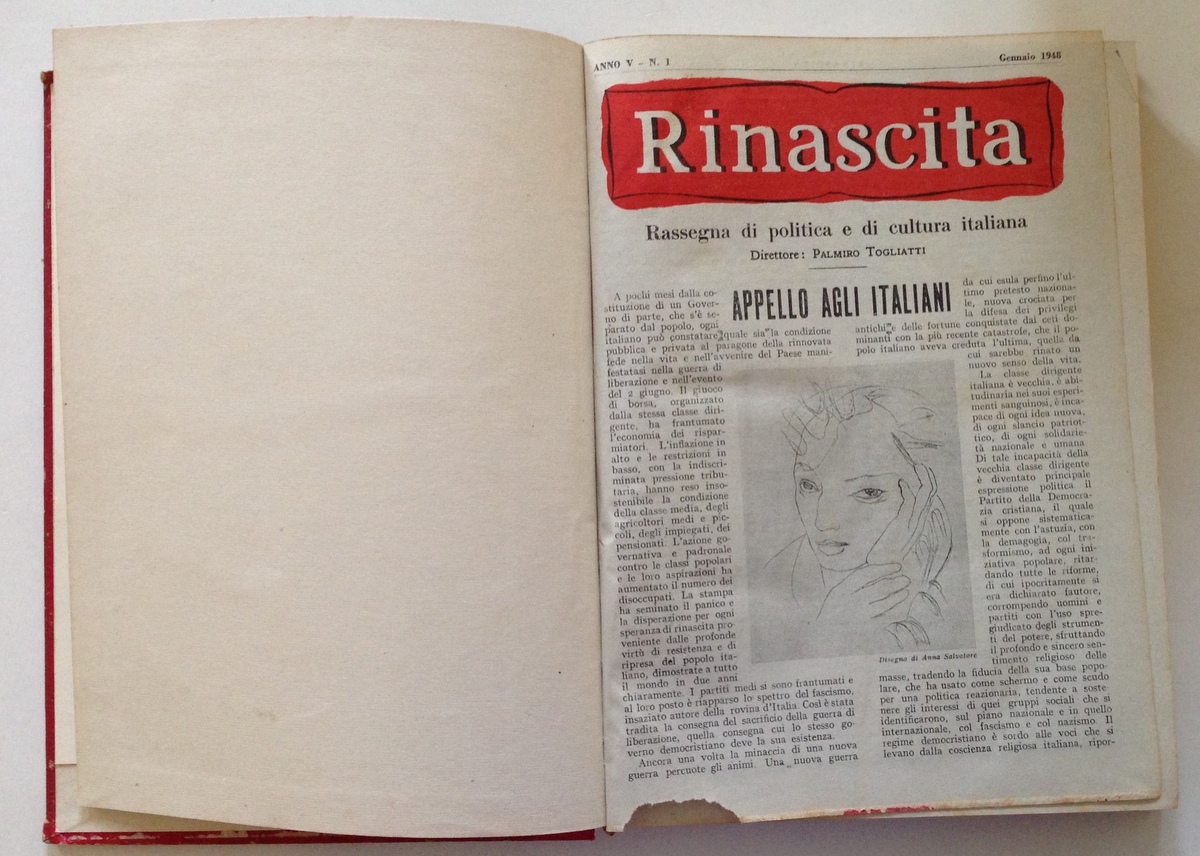 ANNO V - N. 1
Gennaio 1948
Rinascita
Rassegna di politica e di cultura italiana
Direttore: PALMIRO TOGLIATTI
APPELLO AGLI ITALIANI
A pochi mesi dalla co-
stituzione di un Gover-
no di parte, che s'è se-
parato dal popolo, ogni
italiano può constatare quale sia la condizione
pubblica e privata al paragone della rinnovata
fede nella vita e nell'avvenire del Paese mani-
festatasi nella guerra di
liberazione e nell'evento
del 2 giugno. Il giuoco
di borsa, organizzato
dalla stessa classe diri-
gente, ha frantumato
l'economia dei rispar-
miatori. L'inflazione in
alto e le restrizioni in
basso, con la indiscri-
minata pressione tribu-
taria, hanno reso inso-
stenibile la condizione
della classe media, degli
agricoltori medi e pic-
coli, degli impiegati, dei
pensionati. L'azione go-
vernativa e padronale
contro le classi popolari
e le loro aspirazioni ha
aumentato il numero dei
disoccupati. La stampa
ha seminato il panico e
la disperazione per ogni
speranza di rinascita pro-
veniente dalle profonde
virtù di resistenza e di
ripresa del popolo ita-
liano, dimostrate a tutto
il mondo in due anni
chiaramente. I partiti medi si sono frantumati e
al loro posto è riapparso lo spettro del fascismo,
insaziato autore della rovina d'Italia. Così è stata
tradita la consegna del sacrificio della guerra di
liberazione, quella consegna cui lo stesso go-
verno democristiano deve la sua esistenza.
Ancora una volta la minaccia di una nuova
guerra percuote gli animi. Una nuova guerra
da cui esula perfino l'ul-
timo pretesto naziona-
le, nuova crociata per
la difesa dei privilegi
antichi e delle fortune conquistate dai ceti do-
minanti con la più recente catastrofe, che il po-
polo italiano aveva creduta l'ultima, quella da
cui sarebbe rinato un
nuovo senso della vita.
La classe dirigente
italiana è vecchia, è abi-
tudinaria nei suoi esperi-
menti sanguinosi, è inca-
pace di ogni idea nuova,
di ogni slancio patriot-
tico, di ogni solidarie-
tà nazionale e umana
Di tale incapacità della
vecchia classe dirigente
è diventato principale
espressione politica il
Partito della Democra-
zia cristiana, il quale
si oppone sistematica-
mente con l'astuzia, con
la demagogia, col tra-
sformismo, ad ogni ini-
ziativa popolare, ritar-
dando tutte le riforme,
di cui ipocritamente si
era dichiarato fautore,
corrompendo uomini e
partiti con l'uso spre-
giudicato degli strumen-
ti del potere, sfruttando
il profondo e sincero sen-
timento religioso delle
masse, tradendo la fiducia della sua base popo-
lare, che ha usato come schermo e come scudo
per una politica reazionaria, tendente a soste-
nere gli interessi di quei gruppi sociali che si
identificarono, sul piano nazionale e in quello
internazionale, col fascismo e col nazismo. Il
regime democristiano è sordo alle voci che si
levano dalla coscienza religiosa italiana, ripor-
Disegno di Anna Salvatore